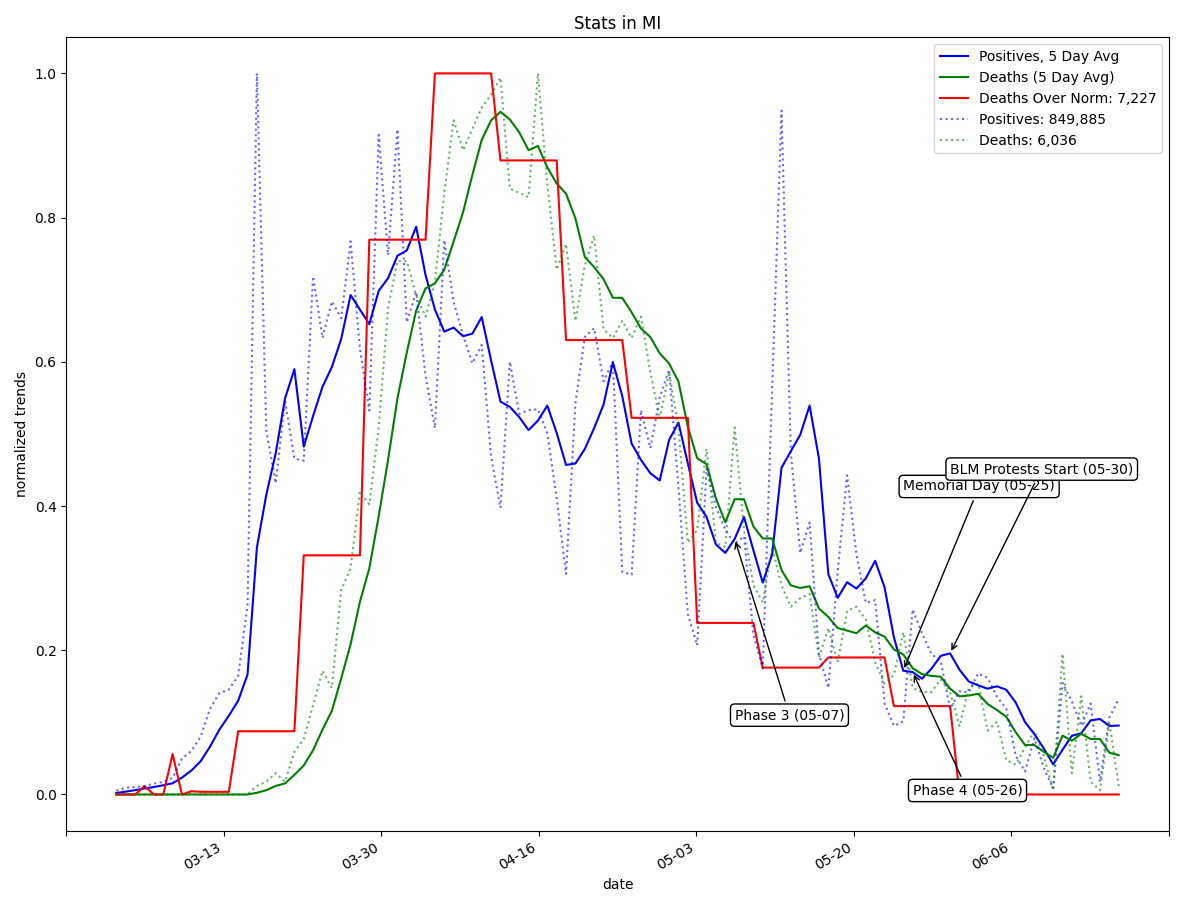 Stats in MI
Positives, 5 Day Avg
Deaths (5 Day Avg)
Deaths Over Norm: 7,227
Positives: 849,885
Deaths: 6,036
normalized trends
1.0
0.8
0.6
0.4
0.2
0.0
BLM Protests Start (05-30)
Memorial Day (05-25)
Phase 3 (05-07)
Phase 4 (05-26)
03-13
03-30
04-16
05-03
05-20
06-06
date